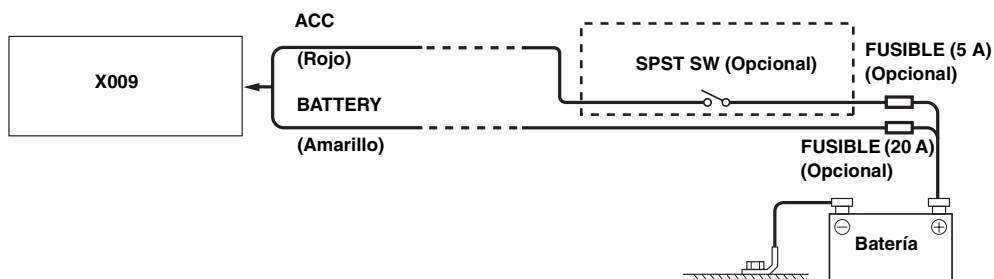 ACC
(Rojo)
X009
BATTERY
(Amarillo)
SPST SW (Opcional)
FUSIBLE (5 A)
(Opcional)
FUSIBLE (20 A)
(Opcional)
Batería